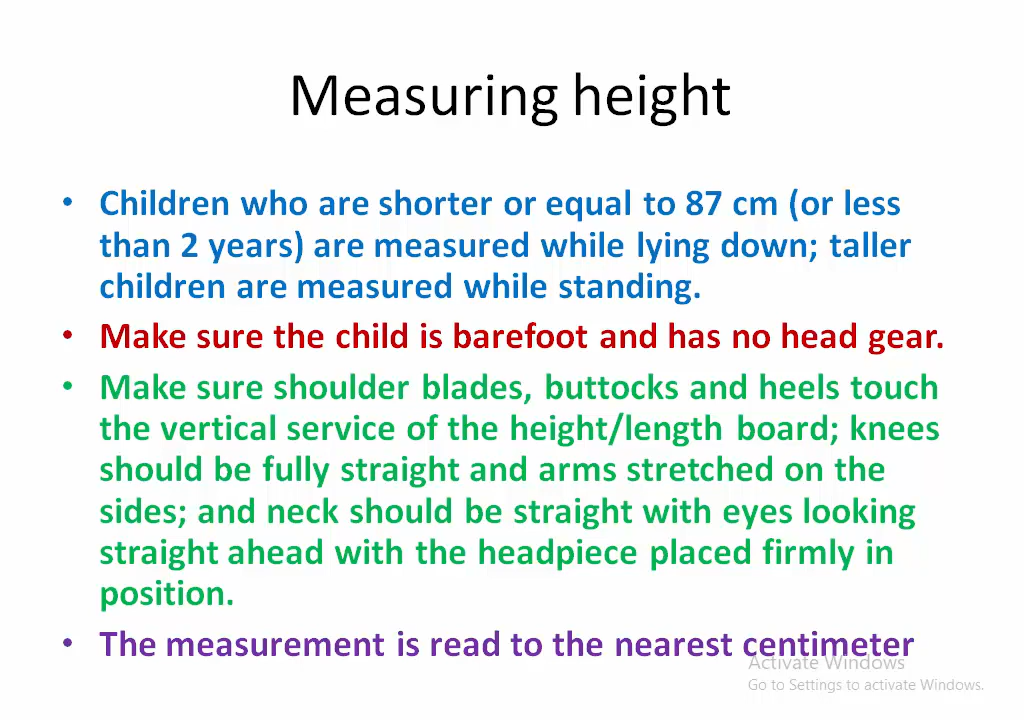 Measuring height
• Children who are shorter or equal to 87 cm (or less
than 2 years) are measured while lying down; taller
children are measured while standing.
• Make sure the child is barefoot and has no head gear.
• Make sure shoulder blades, buttocks and heels touch
the vertical service of the height/length board; knees
should be fully straight and arms stretched on the
sides; and neck should be straight with eyes looking
straight ahead with the headpiece placed firmly in
position.
• The measurement is read to the nearest centimeter
Activate Windows
Go to Settings to activate Windows.